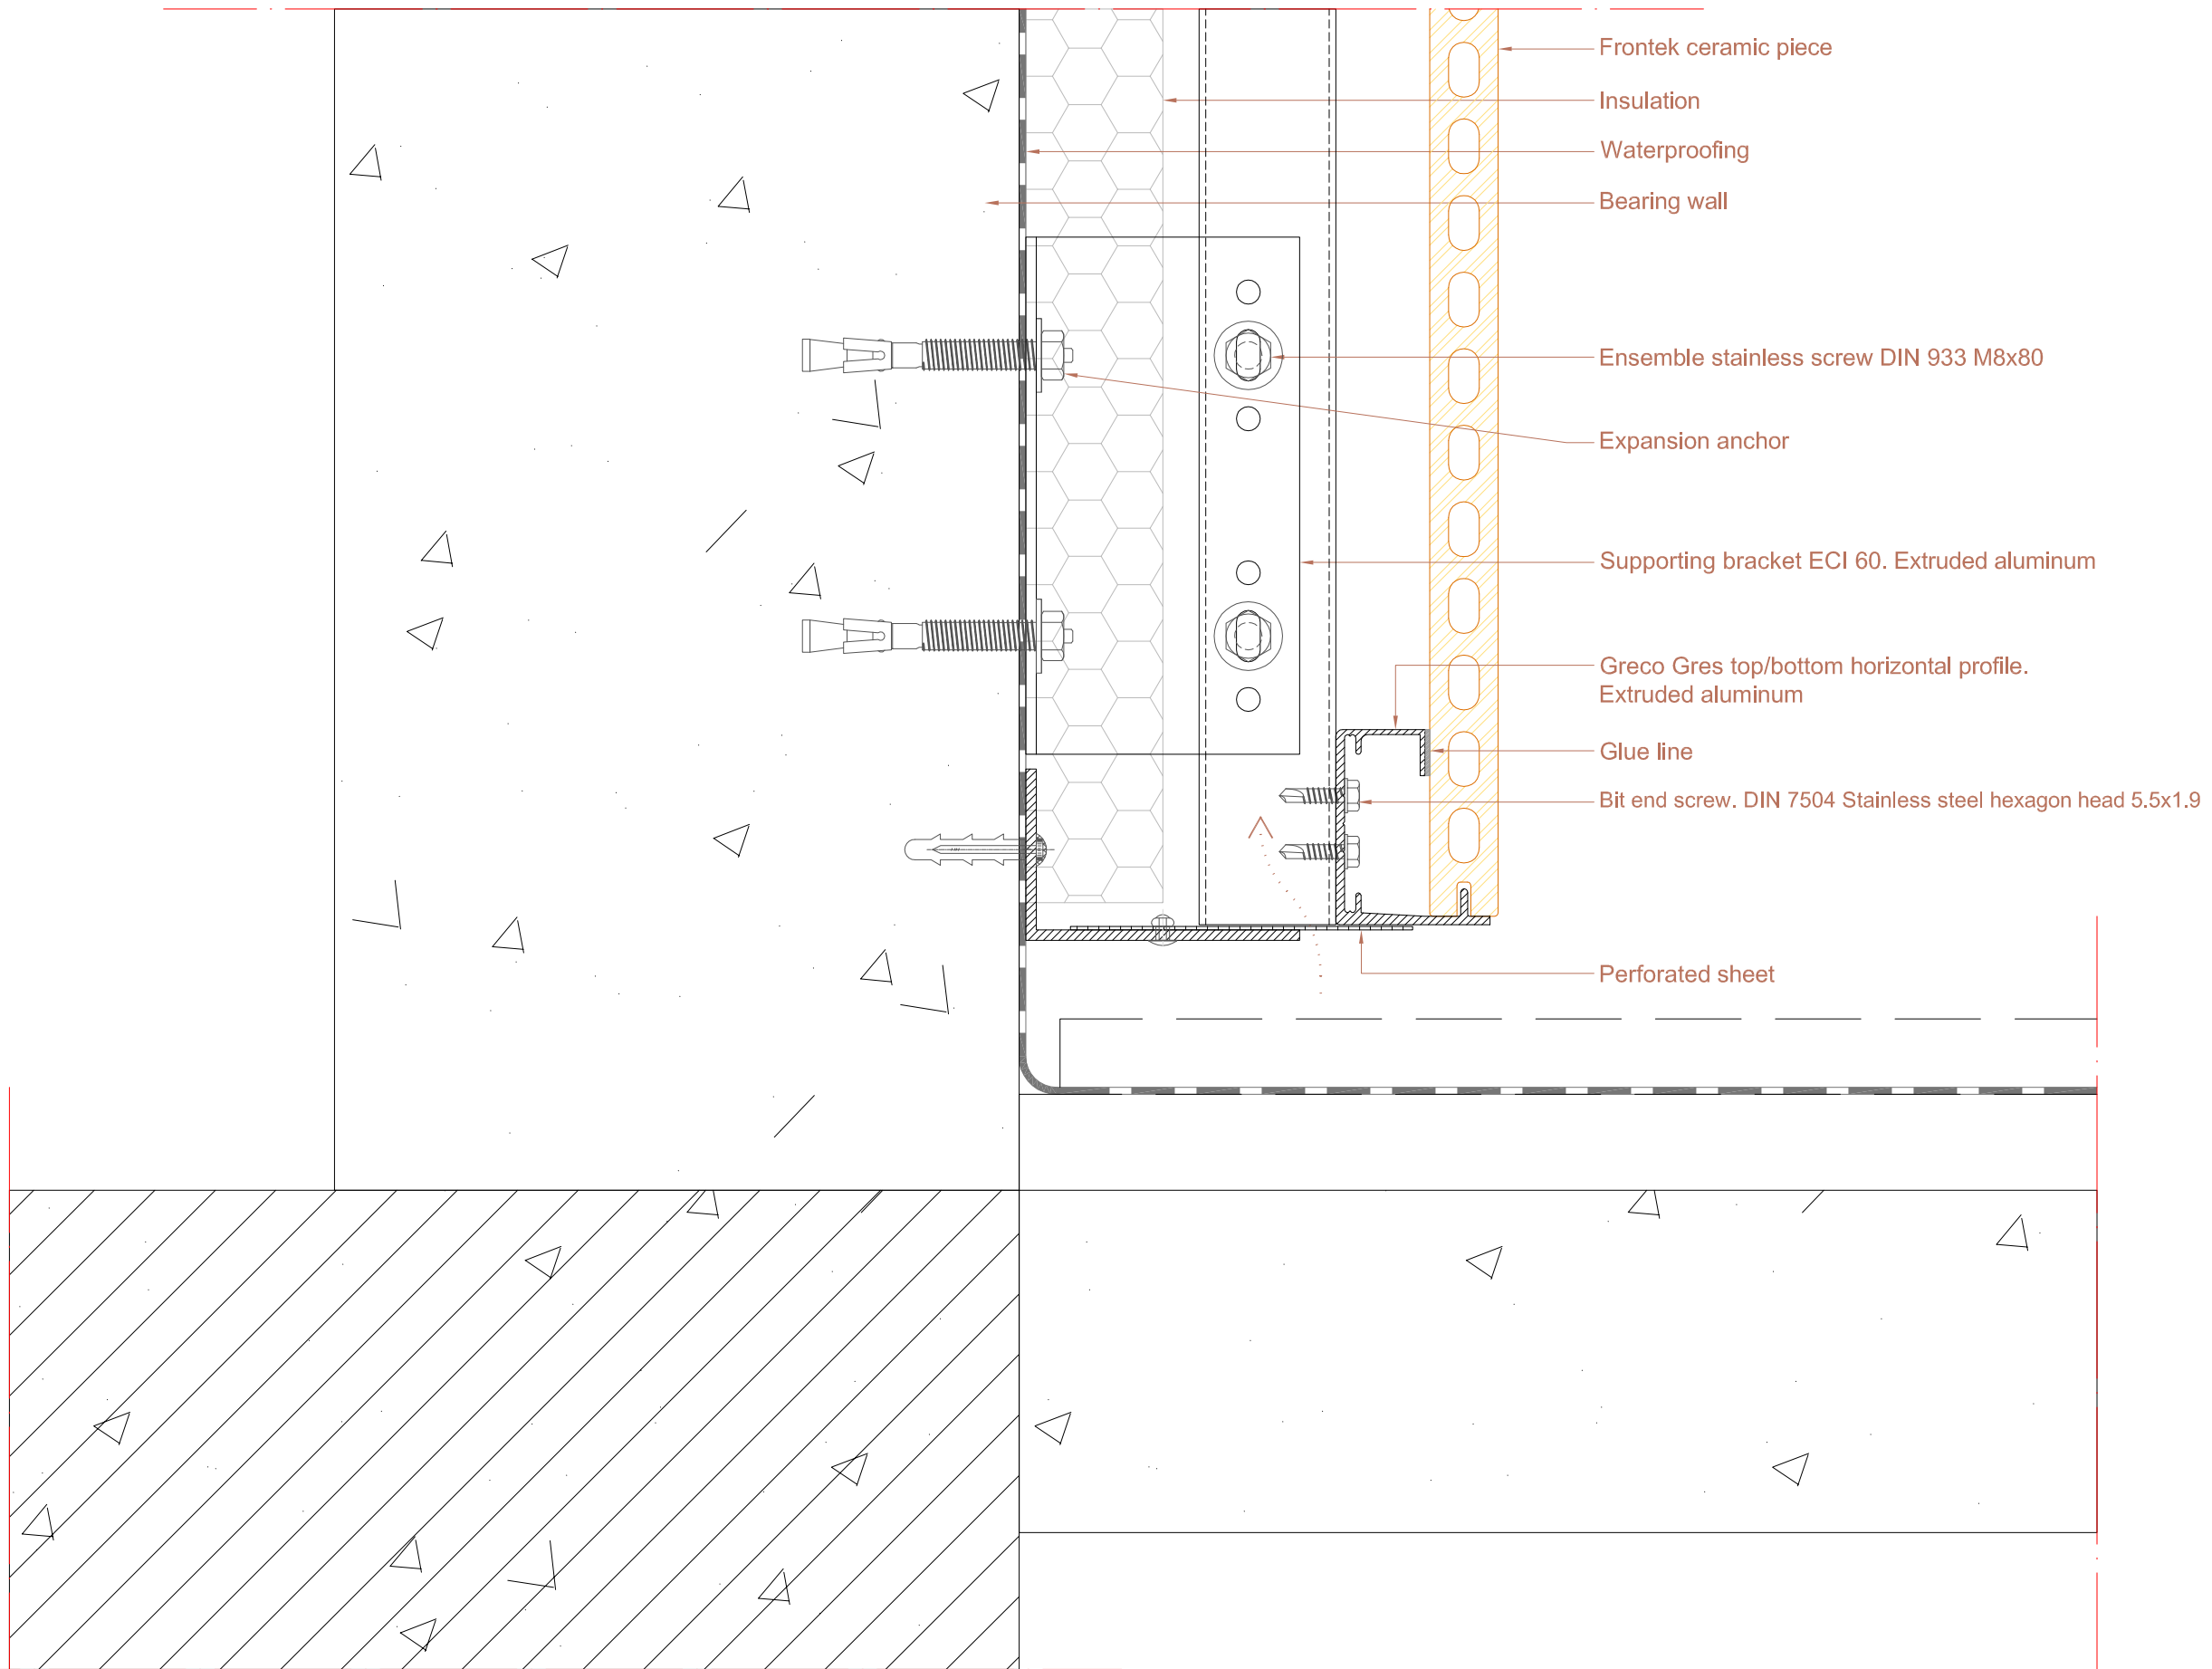 Frontek ceramic piece
Insulation
Waterproofing
Bearing wall
Ensemble stainless screw DIN 933 M8x80
Expansion anchor
Supporting bracket ECI 60. Extruded aluminum
Greco Gres top/bottom horizontal profile.
Extruded aluminum
Glue line
Bit end screw. DIN 7504 Stainless steel hexagon head 5.5x1.9
Perforated sheet